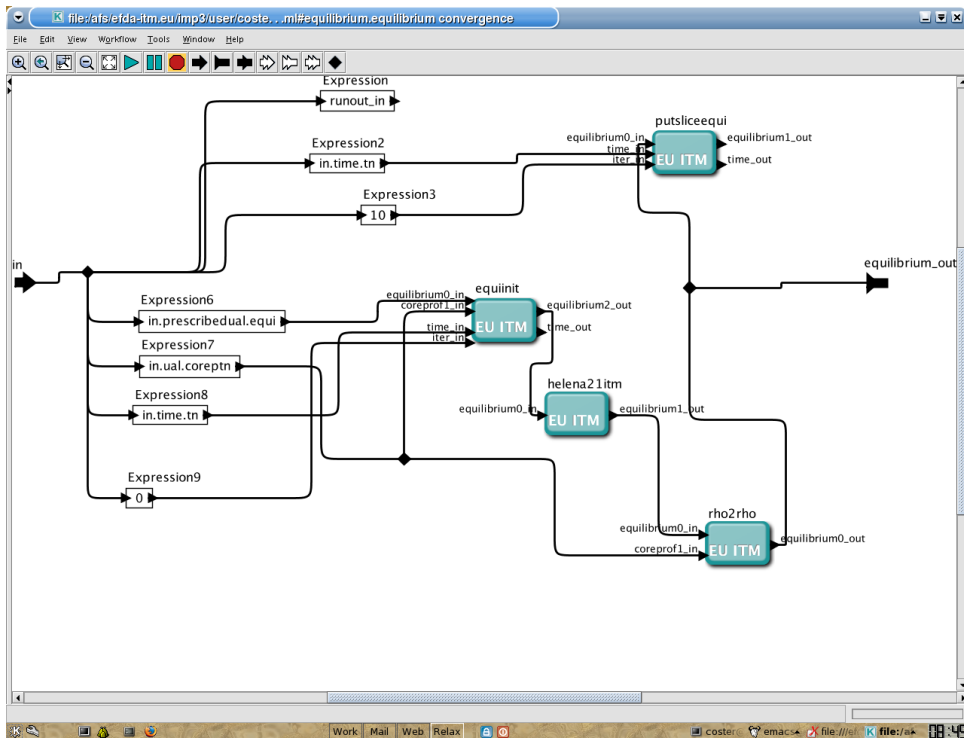 file:/afs/efda-itm.eu/imp3/user/coste. . .ml#equilibrium.equilibrium convergence
File Edit View Workflow Tools Window Help
Expression
runout_in
putsliceequi
Expression2
in.time.tn
equilibrium0_in
time_in
iter_in
EU ITM
equilibrium1_out
time_out
Expression3
10
in
equilibrium_out
Expression6
in.prescribedual.equi
equiinit
equilibrium0_in
coreprof1_in
time_in
iter_in
EU ITM
equilibrium2_out
time_out
Expression7
in.ual.coreptn
Expression8
in.time.tn
helena21itm
equilibrium0_in
EU ITM
equilibrium1_out
Expression9
0
rho2rho
equilibrium0_in
coreprof1_in
EU ITM
equilibrium0_out
Work Mail Web Relax
coster
emacs
file:///ef
file:/a